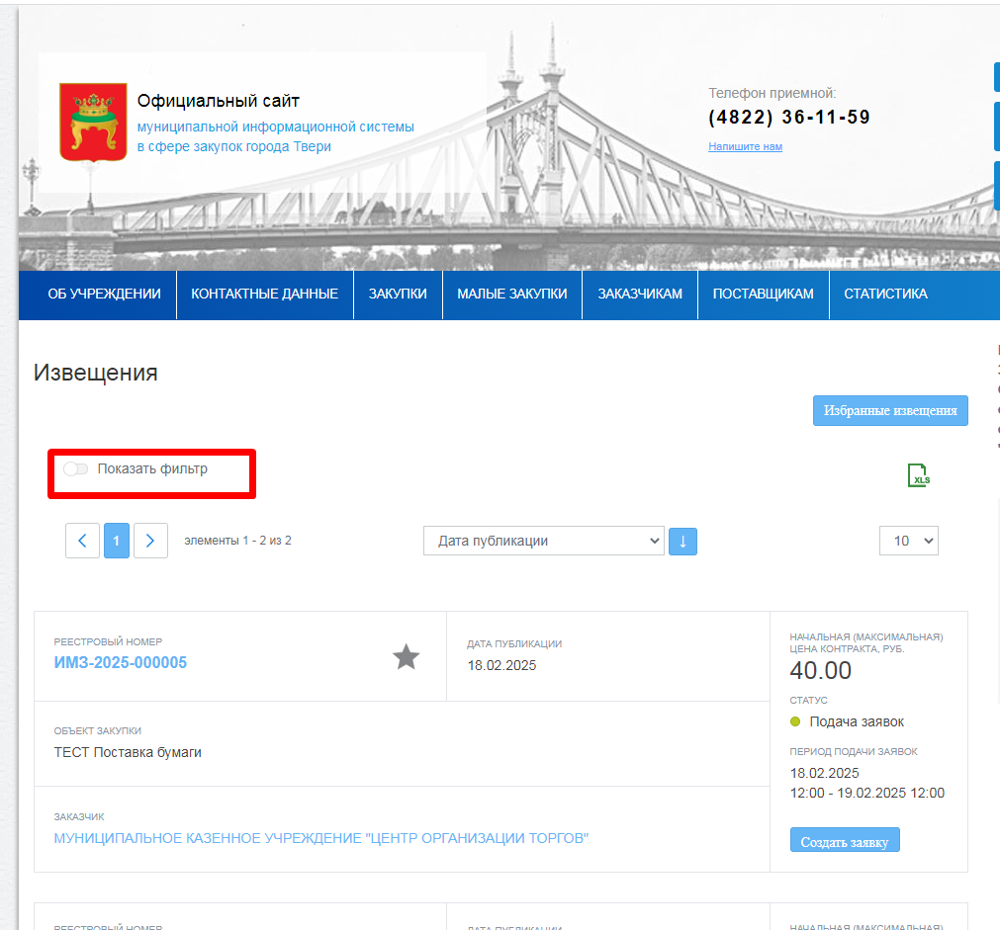 Официальный сайт
муниципальной информационной системы
в сфере закупок города Твери
Телефон приемной:
(4822) 36-11-59
Напишите нам
ОБ УЧРЕЖДЕНИИ
КОНТАКТНЫЕ ДАННЫЕ
ЗАКУПКИ
МАЛЫЕ ЗАКУПКИ
ЗАКАЗЧИКАМ
ПОСТАВЩИКАМ
СТАТИСТИКА
Извещения
Избранные извещения
Показать фильтр
XLS
1
элементы 1 - 2 из 2
Дата публикации
↓
10
РЕЕСТРОВЫЙ НОМЕР
ИМЗ-2025-000005
ДАТА ПУБЛИКАЦИИ
18.02.2025
ОБЪЕКТ ЗАКУПКИ
ТЕСТ Поставка бумаги
ЗАКАЗЧИК
МУНИЦИПАЛЬНОЕ КАЗЕННОЕ УЧРЕЖДЕНИЕ "ЦЕНТР ОРГАНИЗАЦИИ ТОРГОВ"
НАЧАЛЬНАЯ (МАКСИМАЛЬНАЯ)
ЦЕНА КОНТРАКТА, РУБ.
40.00
СТАТУС
Подача заявок
ПЕРИОД ПОДАЧИ ЗАЯВОК
18.02.2025
12:00 - 19.02.2025 12:00
Создать заявку
РЕЕСТРОВЫЙ НОМЕР
ДАТА ПУБЛИКАЦИИ
НАЧАЛЬНАЯ (МАКСИМАЛЬНАЯ)